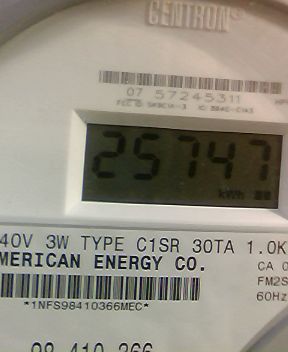 CENTRON®
07 57245311
25747
kWh
40V 3W TYPE C1SR 30TA 1.0K
MERICAN ENERGY CO.
CA 0
FM2S
60Hz
*1NFS98410366MEC*
98 410 366